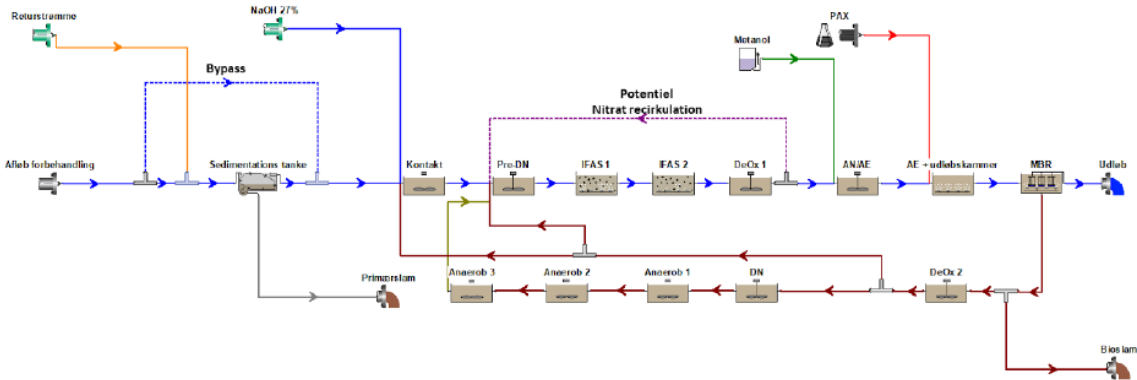 Returstrømme
NaOH 27%
PAX
Metanol
Bypass
Potentiel
Nitrat recirkulation
Afløb forbehandling
Sedimentations tanke
Kontakt
Pre-DN
IFAS 1
IFAS 2
DeOx 1
AN/AE
AE + udløbskammer
MBR
Udløb
Primærslam
Anaerob 3
Anaerob 2
Anaerob 1
DN
DeOx 2
Bioslam